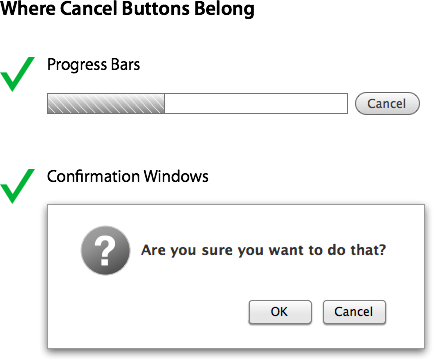 Where Cancel Buttons Belong
Progress Bars
Cancel
Confirmation Windows
?
Are you sure you want to do that?
OK Cancel